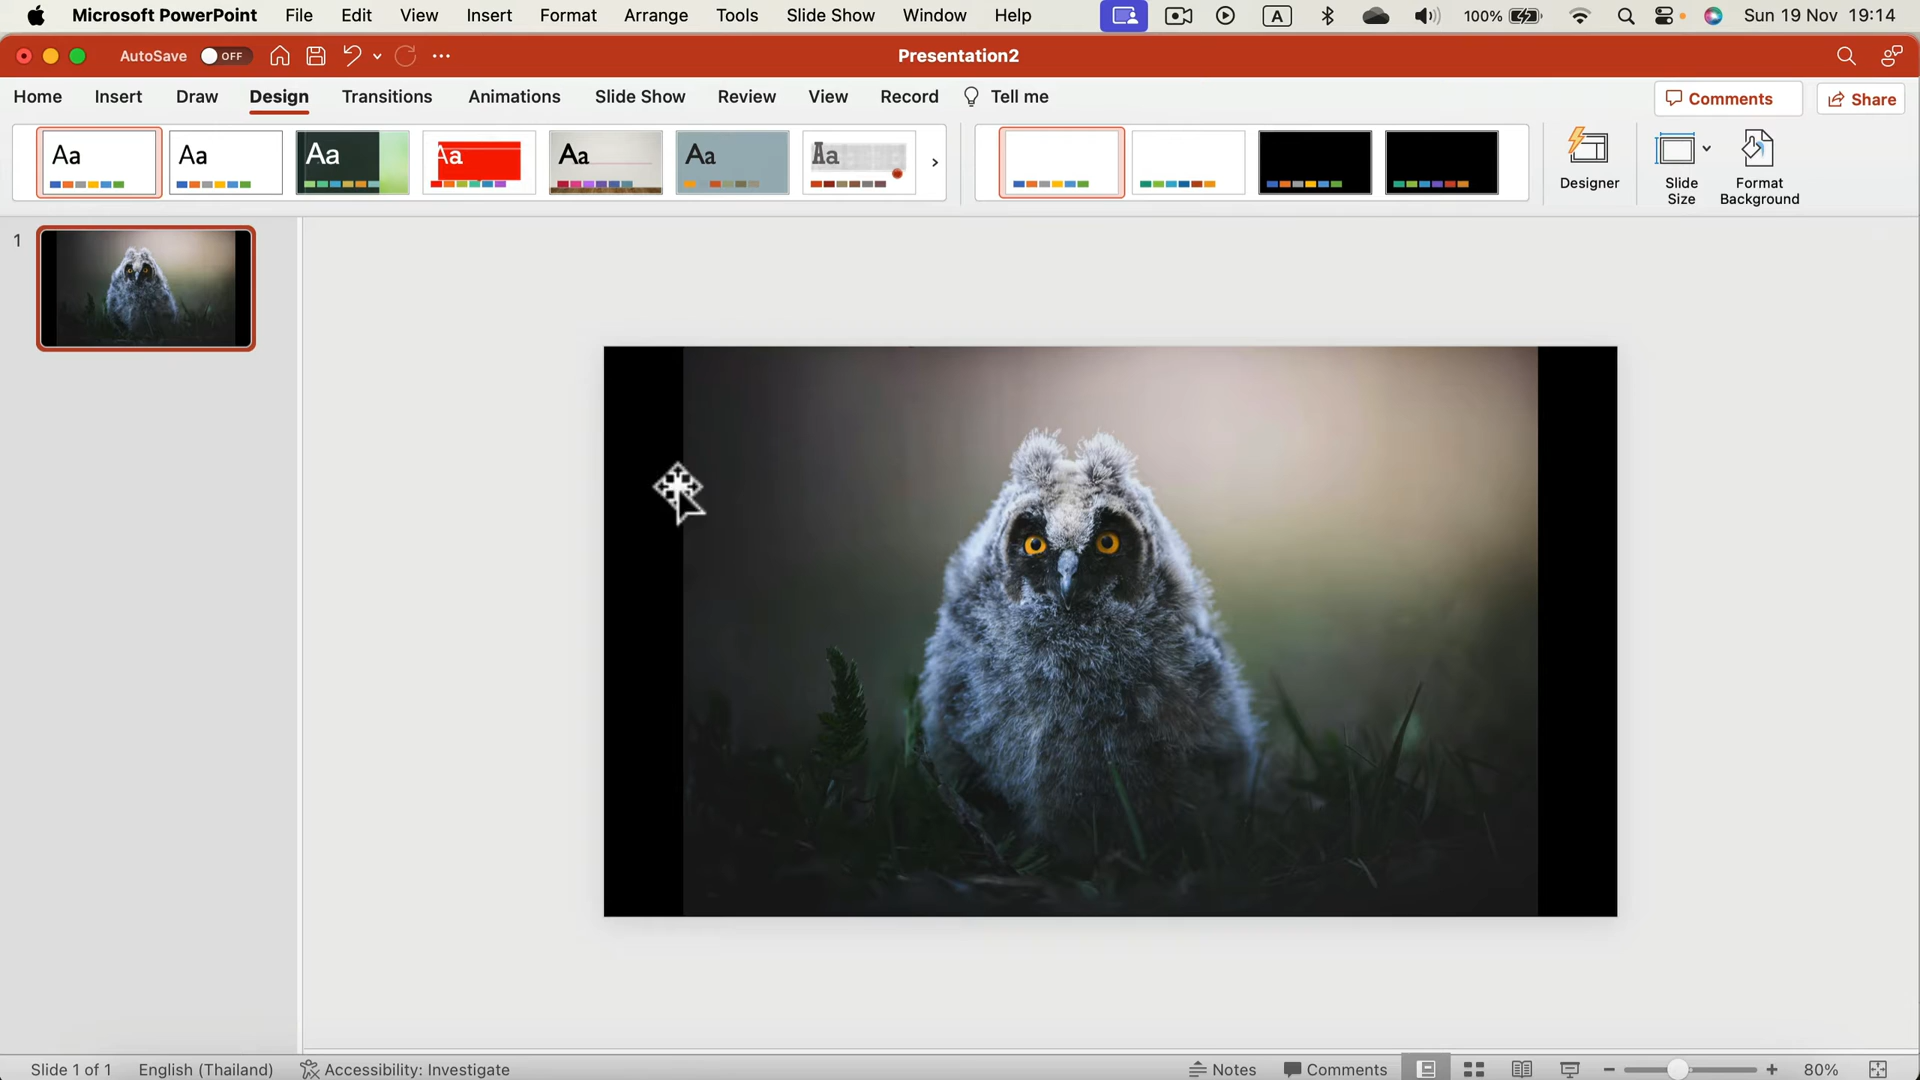 Microsoft PowerPoint File Edit View Insert Format Arrange Tools Slide Show Window Help A 100% Sun 19 Nov 19:14
AutoSave OFF Presentation2
Home Insert Draw Design Transitions Animations Slide Show Review View Record Tell me Comments Share
Aa Aa Aa Aa Aa Aa Aa
Designer Slide Size Format Background
1
Slide 1 of 1 English (Thailand) Accessibility: Investigate Notes Comments 80%